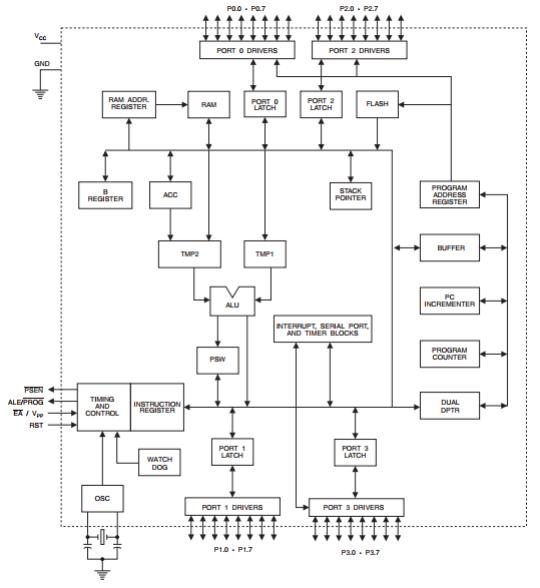 P0.0 - P0.7
P2.0 - P2.7
VCC
PORT 0 DRIVERS
PORT 2 DRIVERS
GND
RAM ADDR.
REGISTER
RAM
PORT 0
LATCH
PORT 2
LATCH
FLASH
B
REGISTER
ACC
STACK
POINTER
PROGRAM
ADDRESS
REGISTER
TMP2
TMP1
BUFFER
ALU
PC
INCREMENTER
INTERRUPT, SERIAL PORT,
AND TIMER BLOCKS
PSW
PROGRAM
COUNTER
PSEN
ALE/PROG
EA / VPP
RST
TIMING
AND
CONTROL
INSTRUCTION
REGISTER
DUAL
DPTR
WATCH
DOG
PORT 1
LATCH
PORT 3
LATCH
OSC
PORT 1 DRIVERS
PORT 3 DRIVERS
P1.0 - P1.7
P3.0 - P3.7